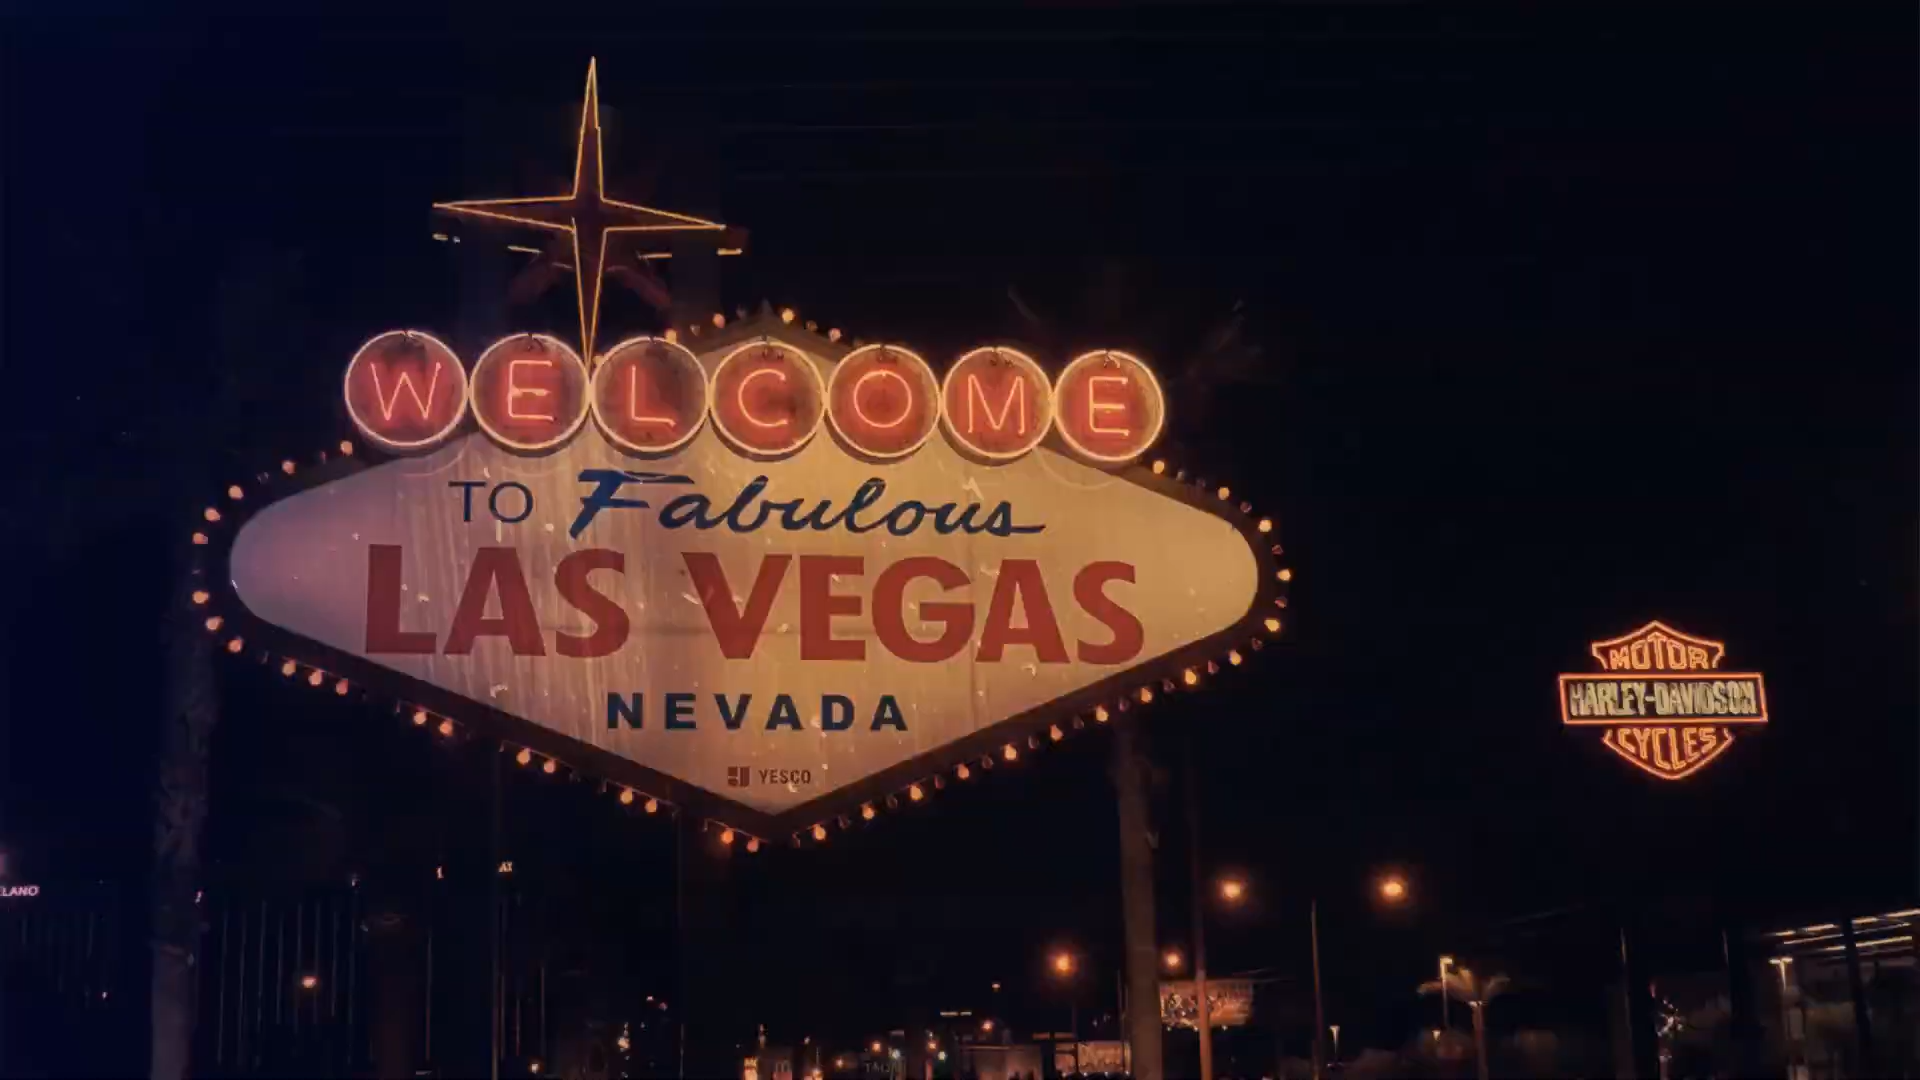 WELCOME
TO Fabulous
LAS VEGAS
NEVADA
YESCO
MOTOR
HARLEY-DAVIDSON
CYCLES